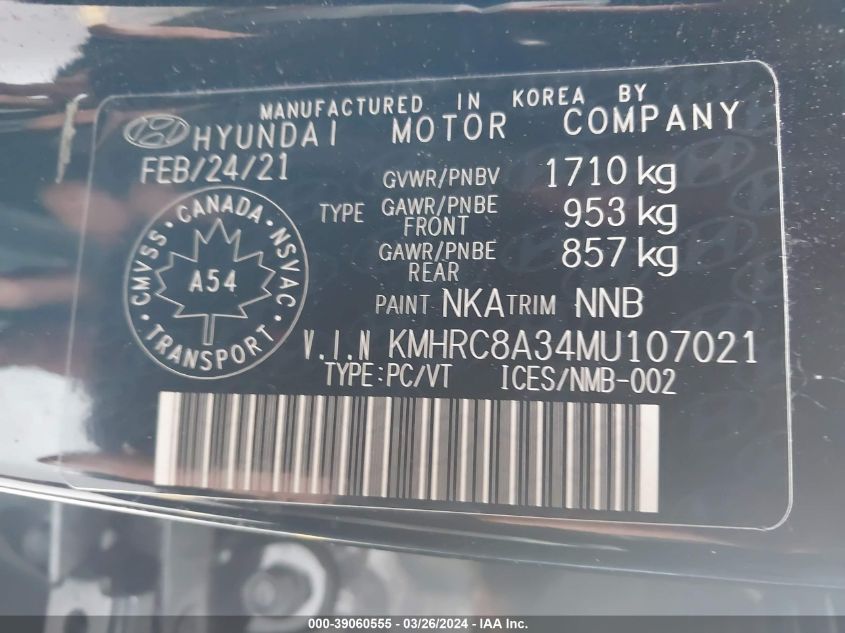 MANUFACTURED IN KOREA BY
HYUNDAI MOTOR COMPANY
FEB/24/21
GVWR/PNBV 1710 kg
TYPE GAWR/PNBE FRONT 953 kg
GAWR/PNBE REAR 857 kg
CMVSS · CANADA · NSVAC
A54
TRANSPORT
PAINT NKA TRIM NNB
V.I.N KMHRC8A34MU107021
TYPE:PC/VT ICES/NMB-002
000-39060555 - 03/26/2024 - IAA Inc.